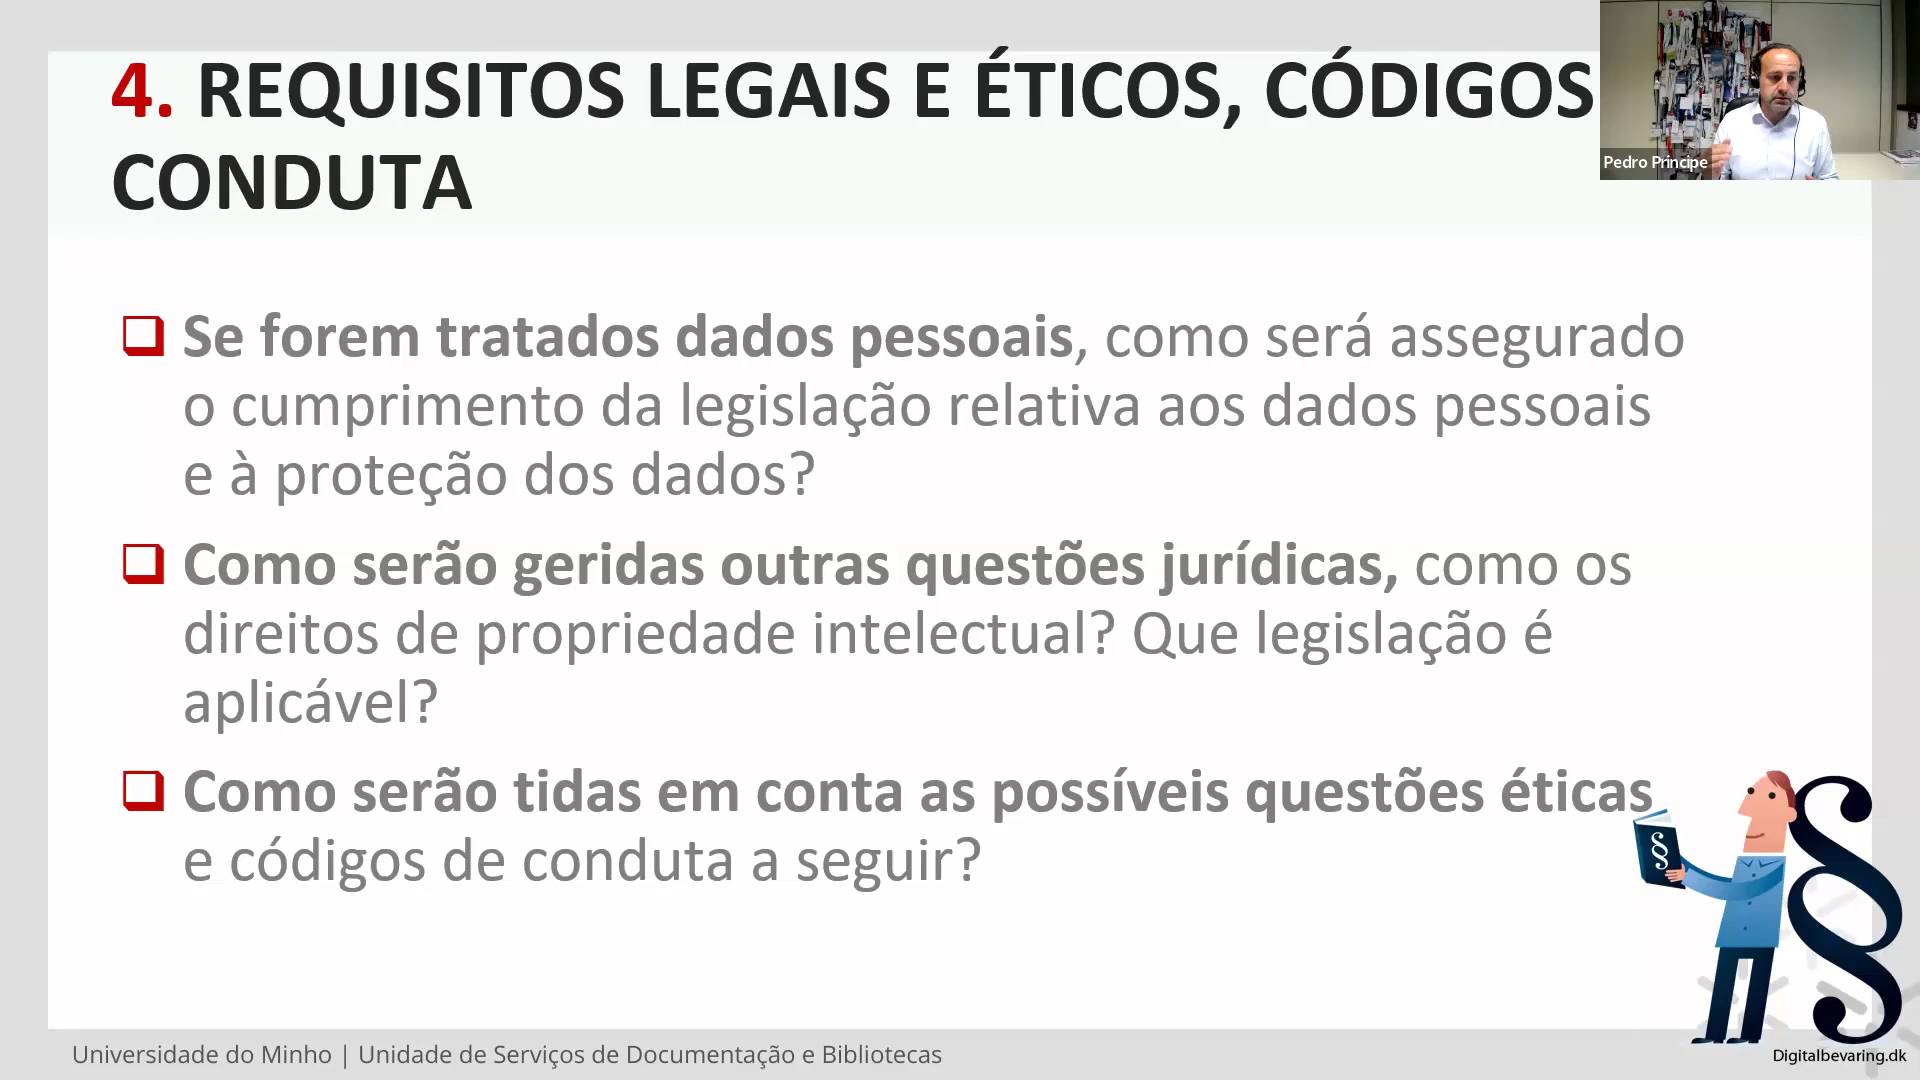 4. REQUISITOS LEGAIS E ÉTICOS, CÓDIGOS
CONDUTA
Pedro Principe
Se forem tratados dados pessoais, como será assegurado
o cumprimento da legislação relativa aos dados pessoais
e à proteção dos dados?
Como serão geridas outras questões jurídicas, como os
direitos de propriedade intelectual? Que legislação é
aplicável?
Como serão tidas em conta as possíveis questões éticas
e códigos de conduta a seguir?
§
§
Universidade do Minho | Unidade de Serviços de Documentação e Bibliotecas
Digitalbevaring.dk